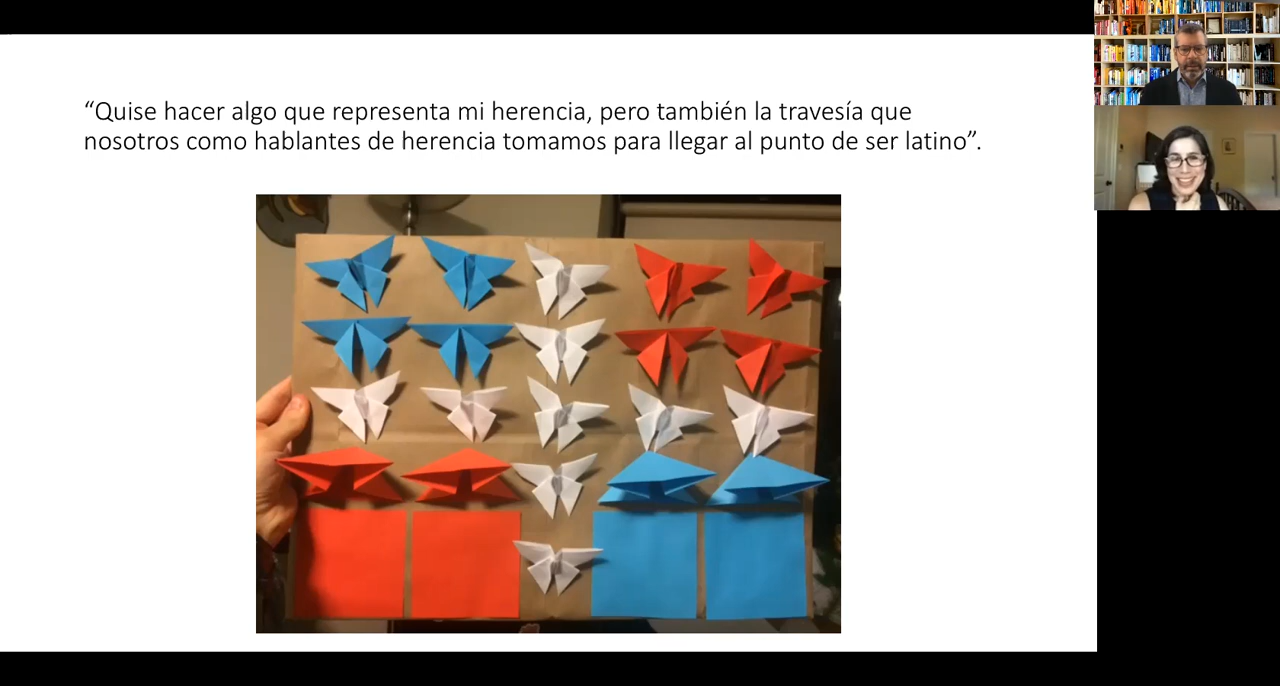 “Quise hacer algo que representa mi herencia, pero también la travesía que
nosotros como hablantes de herencia tomamos para llegar al punto de ser latino”.